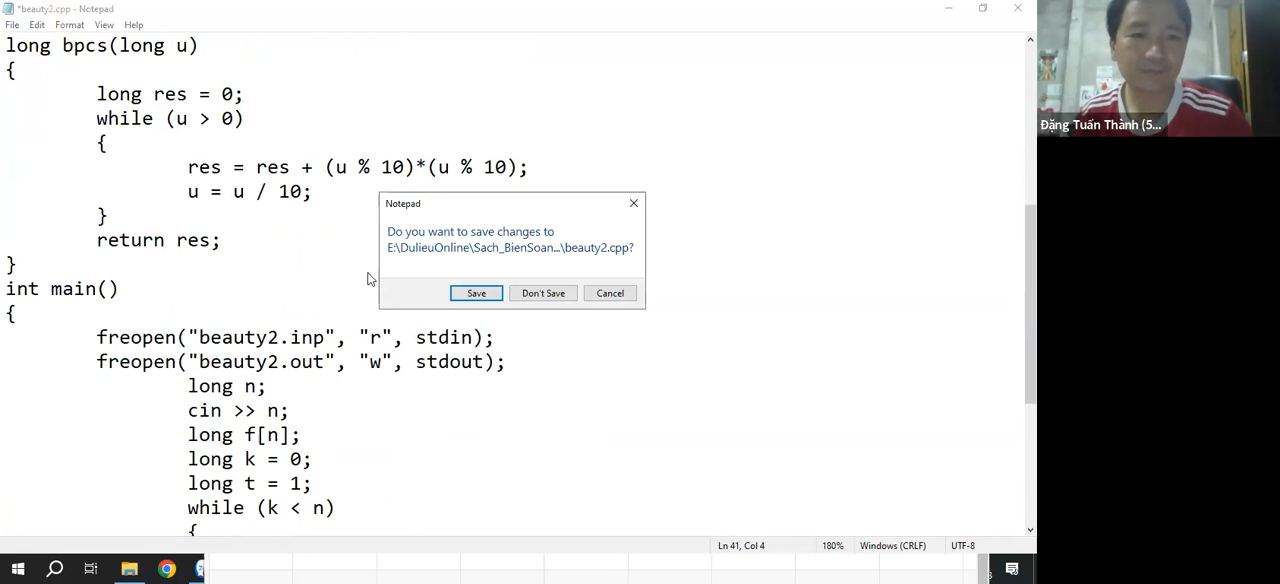 *beauty2.cpp - Notepad
File Edit Format View Help
long bpcs(long u)
{
long res = 0;
while (u > 0)
{
res = res + (u % 10)*(u % 10);
u = u / 10;
}
return res;
}
int main()
{
freopen("beauty2.inp", "r", stdin);
freopen("beauty2.out", "w", stdout);
long n;
cin >> n;
long f[n];
long k = 0;
long t = 1;
while (k < n)
{
Notepad
Do you want to save changes to
E:\DulieuOnline\Sach_BienSoan...\beauty2.cpp?
Save Don't Save Cancel
Ln 41, Col 4 180% Windows (CRLF) UTF-8
Đặng Tuấn Thành (5...